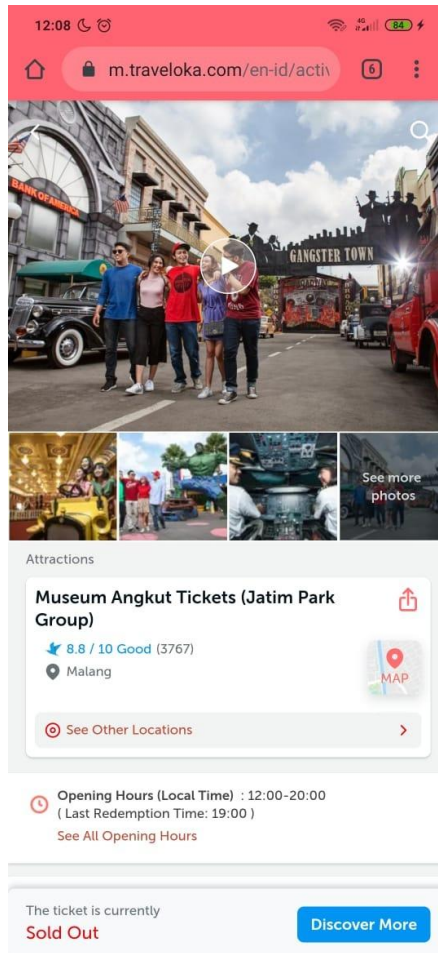 12:08
4G
84
m.traveloka.com/en-id/activ
6
BANK OF AMERICA
GANGSTER TOWN
See more
photos
Attractions
Museum Angkut Tickets (Jatim Park
Group)
8.8 / 10 Good (3767)
Malang
MAP
See Other Locations
Opening Hours (Local Time) : 12:00-20:00
( Last Redemption Time: 19:00 )
See All Opening Hours
The ticket is currently
Sold Out
Discover More